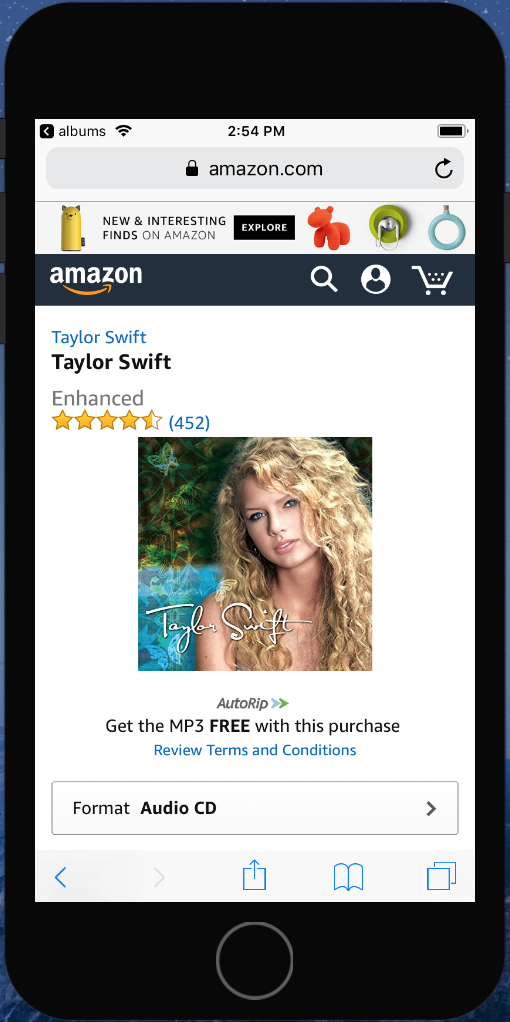 albums 2:54 PM
amazon.com
NEW & INTERESTING
FINDS ON AMAZON
EXPLORE
amazon
Taylor Swift
Taylor Swift
Enhanced
(452)
Taylor Swift
AutoRip
Get the MP3 FREE with this purchase
Review Terms and Conditions
Format Audio CD